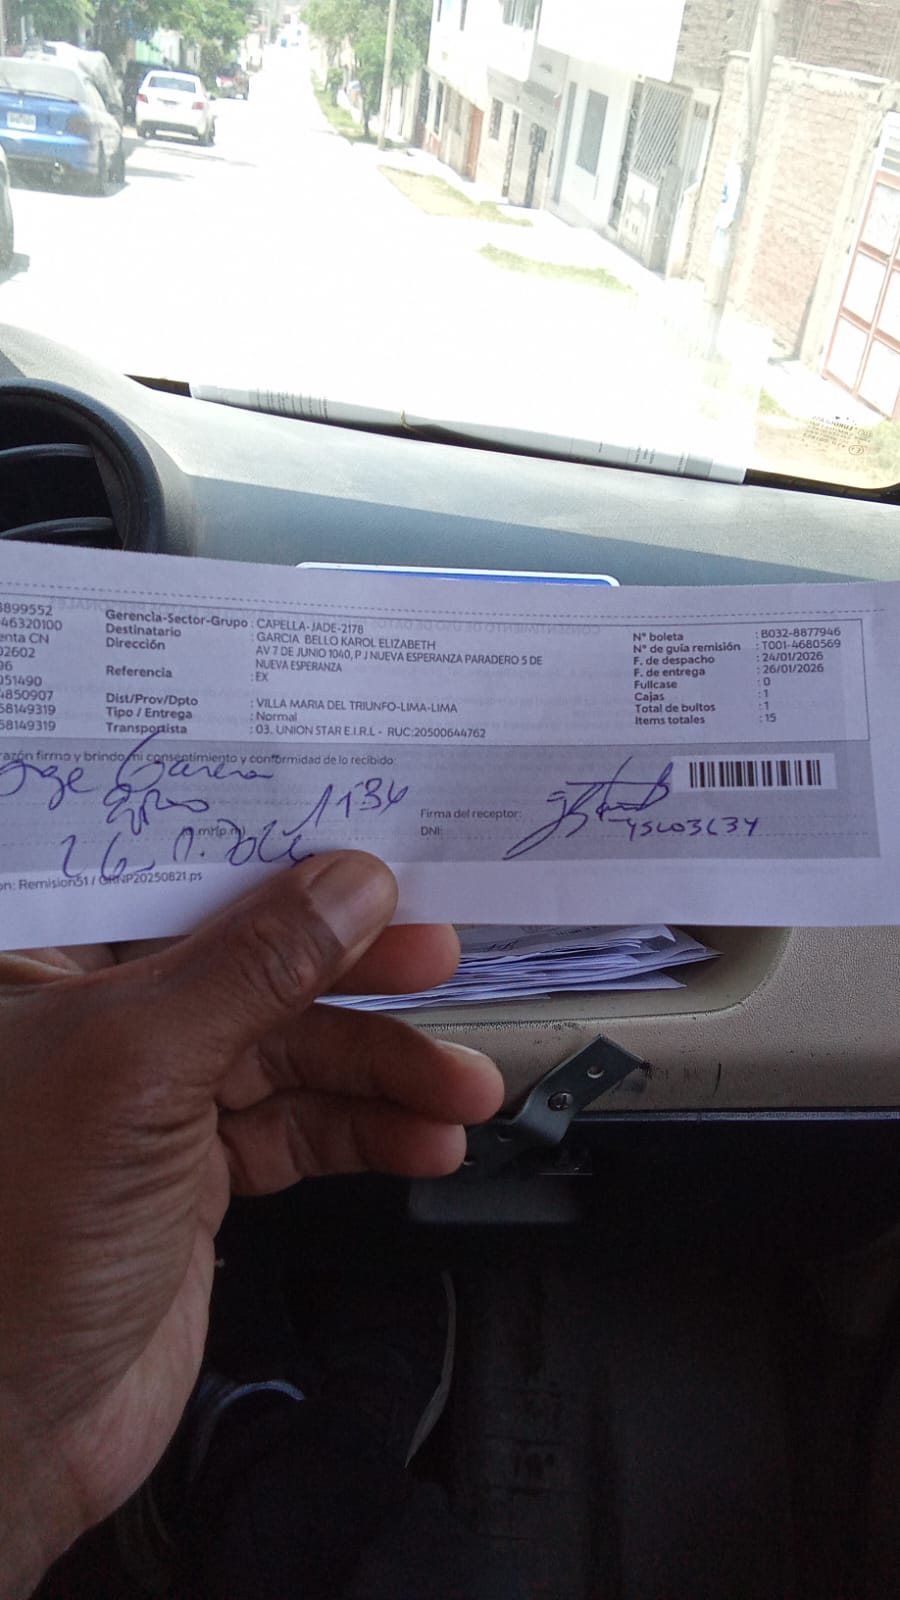 8899552
46320100
enta CN
02602
96
051490
4850907
58149319
58149319
Gerencia-Sector-Grupo : CAPELLA-JADE-2178
Destinatario : GARCIA BELLO KAROL ELIZABETH
Dirección : AV 7 DE JUNIO 1040, P J NUEVA ESPERANZA PARADERO 5 DE
NUEVA ESPERANZA
Referencia : EX
Dist/Prov/Dpto : VILLA MARIA DEL TRIUNFO-LIMA-LIMA
Tipo / Entrega : Normal
Transportista : 03. UNION STAR E.I.R.L - RUC:20500644762
N° boleta : B032-8877946
N° de guía remisión : T001-4680569
F. de despacho : 24/01/2026
F. de entrega : 26/01/2026
Fullcase : 0
Cajas : 1
Total de bultos : 1
Items totales : 15
razón firmo y brindo mi consentimiento y conformidad de lo recibido:
Garcia
1134
Firma del receptor:
DNI:
on: Remision51 / GRNP20250821.ps